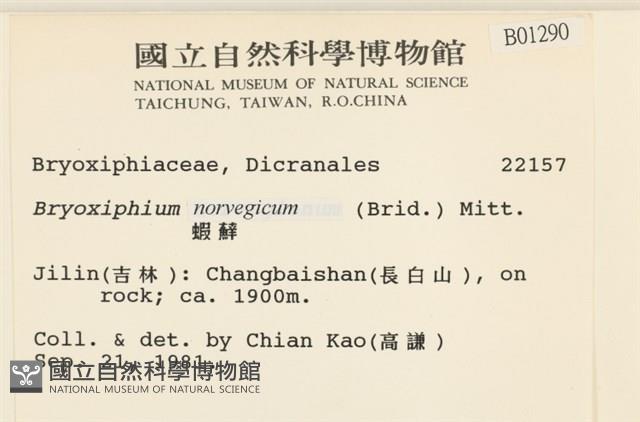 B01290
國立自然科學博物館
NATIONAL MUSEUM OF NATURAL SCIENCE
TAICHUNG, TAIWAN, R.O.CHINA
Bryoxiphiaceae, Dicranales 22157
Bryoxiphium norvegicum (Brid.) Mitt.
蝦蘚
Jilin(吉林): Changbaishan(長白山), on
rock; ca. 1900m.
Coll. & det. by Chian Kao(高謙)
Sep. 21, 1981.
國立自然科學博物館
NATIONAL MUSEUM OF NATURAL SCIENCE